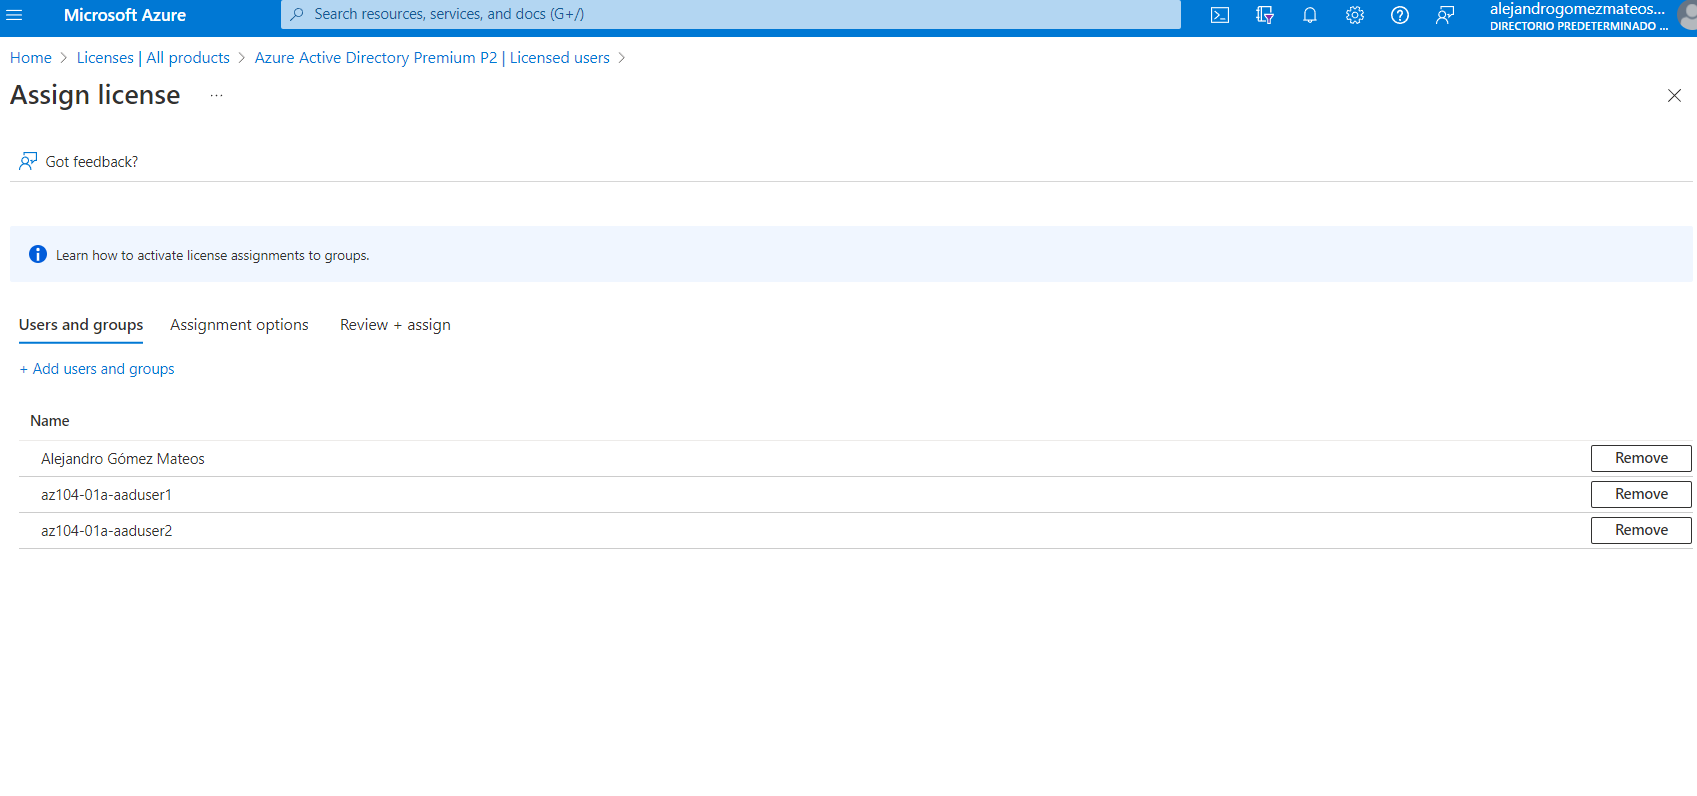 Microsoft Azure
Search resources, services, and docs (G+/)
alejandrogomezmateos...
DIRECTORIO PREDETERMINADO ...
Home > Licenses | All products > Azure Active Directory Premium P2 | Licensed users >
Assign license ...
Got feedback?
Learn how to activate license assignments to groups.
Users and groups Assignment options Review + assign
+ Add users and groups
Name
Alejandro Gómez Mateos Remove
az104-01a-aaduser1 Remove
az104-01a-aaduser2 Remove